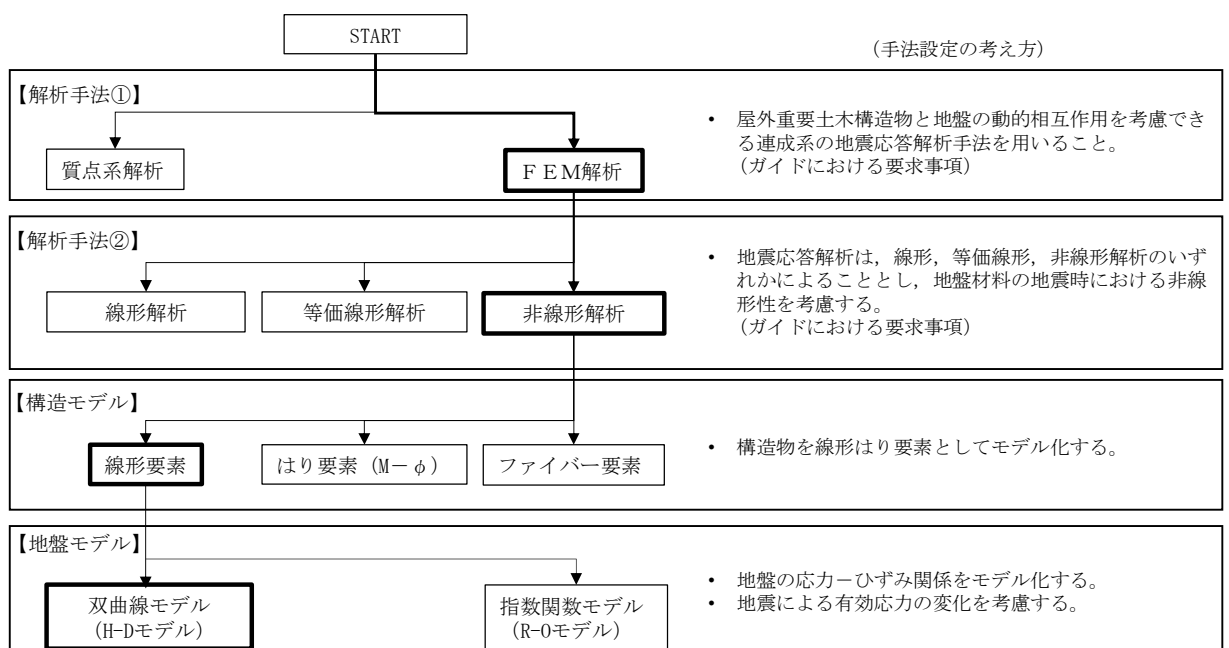 START
(手法設定の考え方)
【解析手法①】
質点系解析
ＦＥＭ解析
• 屋外重要土木構造物と地盤の動的相互作用を考慮でき
る連成系の地震応答解析手法を用いること。
(ガイドにおける要求事項)
【解析手法②】
線形解析
等価線形解析
非線形解析
• 地震応答解析は，線形，等価線形，非線形解析のいず
れかによることとし，地盤材料の地震時における非線
形性を考慮する。
(ガイドにおける要求事項)
【構造モデル】
線形要素
はり要素（M－φ）
ファイバー要素
• 構造物を線形はり要素としてモデル化する。
【地盤モデル】
双曲線モデル
(H-Dモデル)
指数関数モデル
(R-Oモデル)
• 地盤の応力－ひずみ関係をモデル化する。
• 地震による有効応力の変化を考慮する。